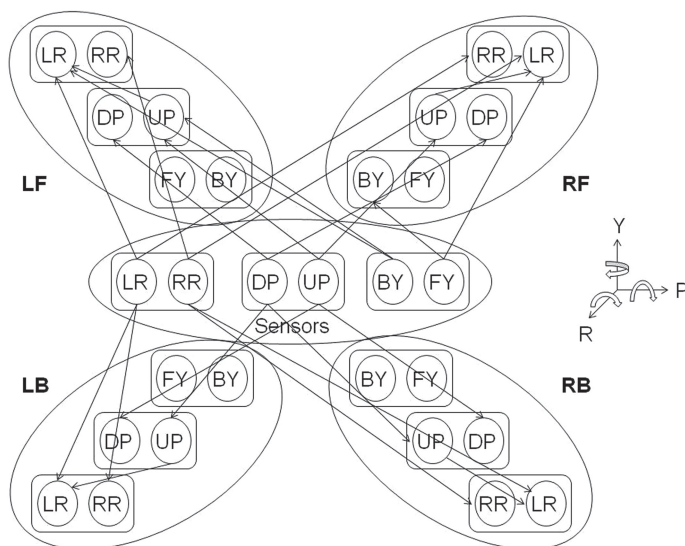 LR RR RR LR
DP UP UP DP
FY BY BY FY
LF RF
LR RR DP UP BY FY
Sensors
Y
P
R
LB RB
FY BY BY FY
DP UP UP DP
LR RR RR LR